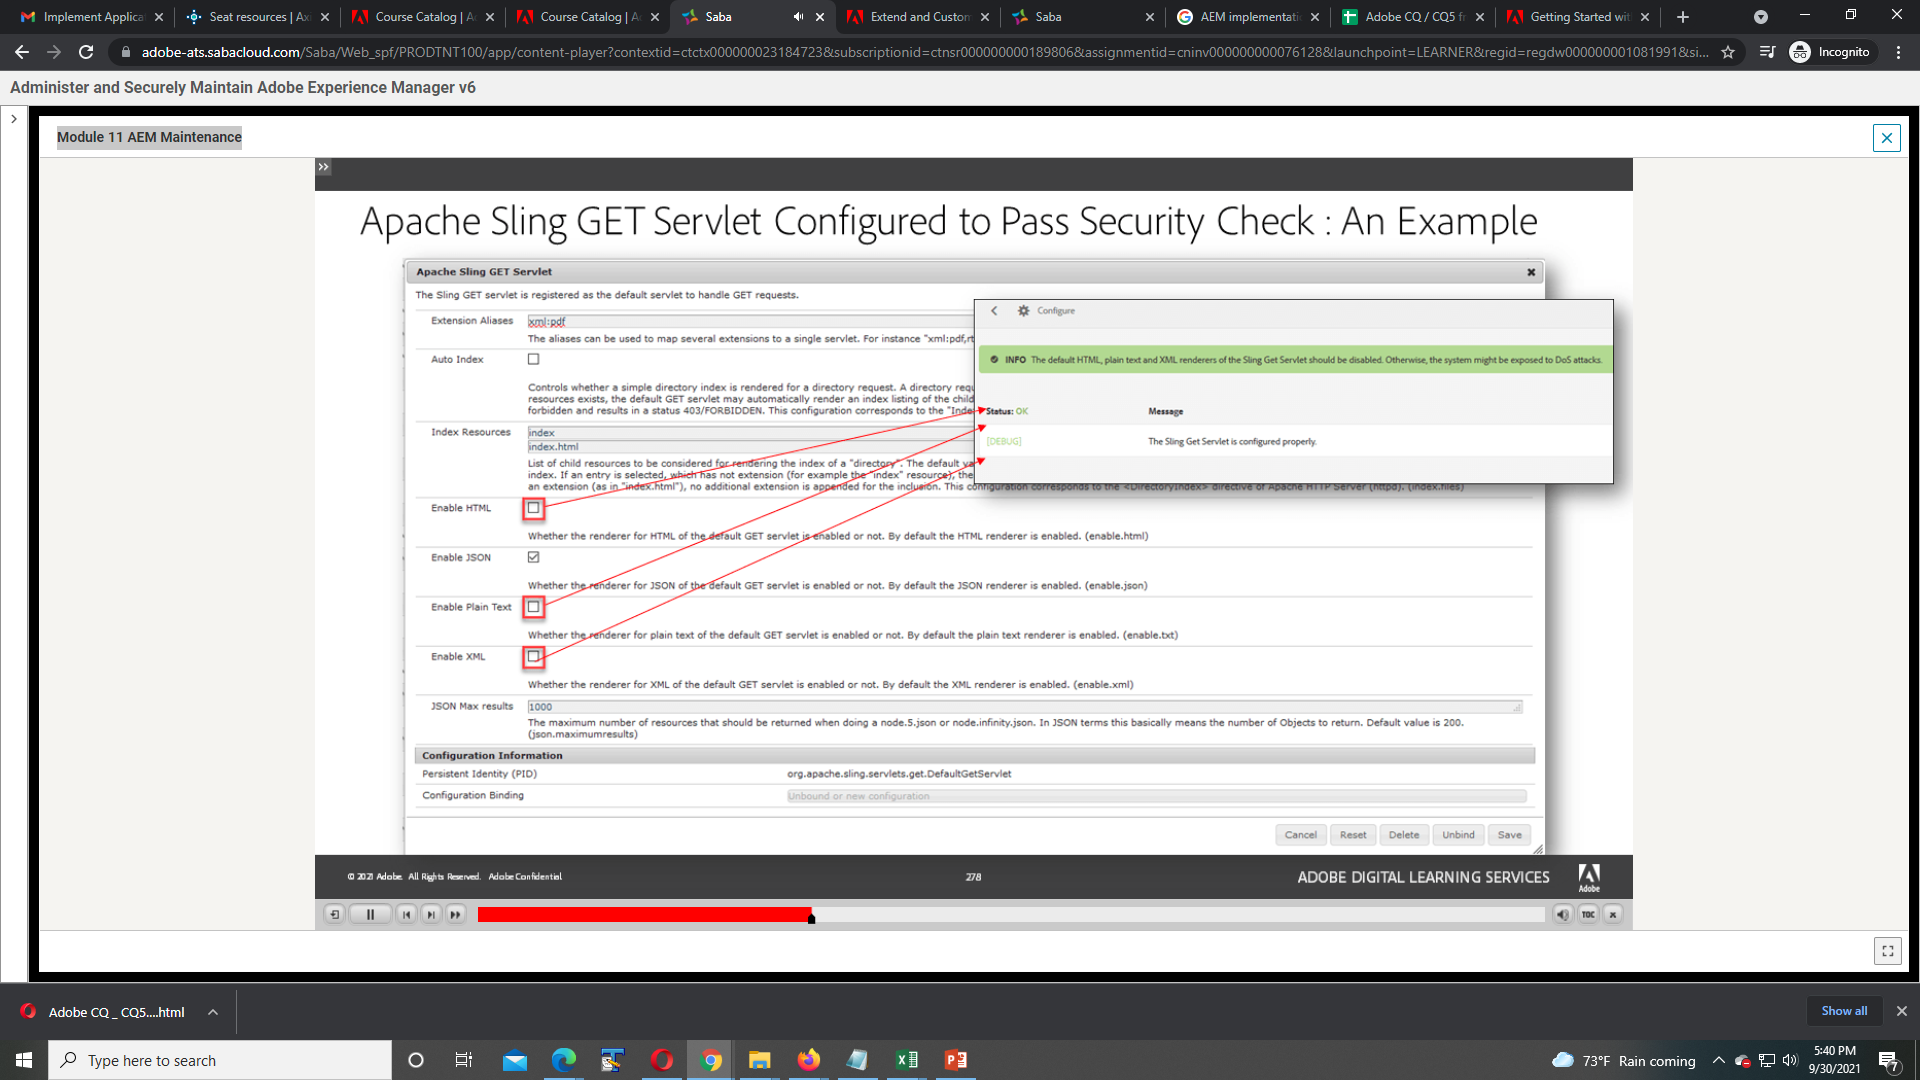 Implement Applica
Seat resources | Ax
Course Catalog | A
Course Catalog | A
Saba
Extend and Custom
Saba
AEM implementati
Adobe CQ / CQ5 fr
Getting Started wit
adobe-ats.sabacloud.com/Saba/Web_spf/PRODTNT100/app/content-player?contextid=ctctx000000023184723&subscriptionid=ctnsr000000000189806&assignmentid=cninv000000000076128&launchpoint=LEARNER&regid=regdw000000001081991&si...
Incognito
Administer and Securely Maintain Adobe Experience Manager v6
Module 11 AEM Maintenance
Apache Sling GET Servlet Configured to Pass Security Check : An Example
Apache Sling GET Servlet
The Sling GET servlet is registered as the default servlet to handle GET requests.
Extension Aliases
xml:pdf
The aliases can be used to map several extensions to a single servlet. For instance "xml:pdf,rt
Auto Index
Controls whether a simple directory index is rendered for a directory request. A directory requ
resources exists, the default GET servlet may automatically render an index listing of the child
forbidden and results in a status 403/FORBIDDEN. This configuration corresponds to the "Inde
Index Resources
index
index.html
List of child resources to be considered for rendering the index of a "directory". The default va
index. If an entry is selected, which has not extension (for example the "index" resource), the
an extension (as in "index.html"), no additional extension is appended for the inclusion. This configuration corresponds to the <DirectoryIndex> directive of Apache HTTP Server (httpd). (index.files)
Configure
INFO The default HTML, plain text and XML renderers of the Sling Get Servlet should be disabled. Otherwise, the system might be exposed to DoS attacks.
Status: OK
Message
[DEBUG]
The Sling Get Servlet is configured properly.
Enable HTML
Whether the renderer for HTML of the default GET servlet is enabled or not. By default the HTML renderer is enabled. (enable.html)
Enable JSON
Whether the renderer for JSON of the default GET servlet is enabled or not. By default the JSON renderer is enabled. (enable.json)
Enable Plain Text
Whether the renderer for plain text of the default GET servlet is enabled or not. By default the plain text renderer is enabled. (enable.txt)
Enable XML
Whether the renderer for XML of the default GET servlet is enabled or not. By default the XML renderer is enabled. (enable.xml)
JSON Max results
1000
The maximum number of resources that should be returned when doing a node.5.json or node.infinity.json. In JSON terms this basically means the number of Objects to return. Default value is 200.
(json.maximumresults)
Configuration Information
Persistent Identity (PID)
org.apache.sling.servlets.get.DefaultGetServlet
Configuration Binding
Unbound or new configuration
Cancel
Reset
Delete
Unbind
Save
© 2021 Adobe. All Rights Reserved. Adobe Confidential
278
ADOBE DIGITAL LEARNING SERVICES
Adobe
TOC
Adobe CQ _ CQ5....html
Show all
Type here to search
73°F Rain coming
5:40 PM
9/30/2021
7